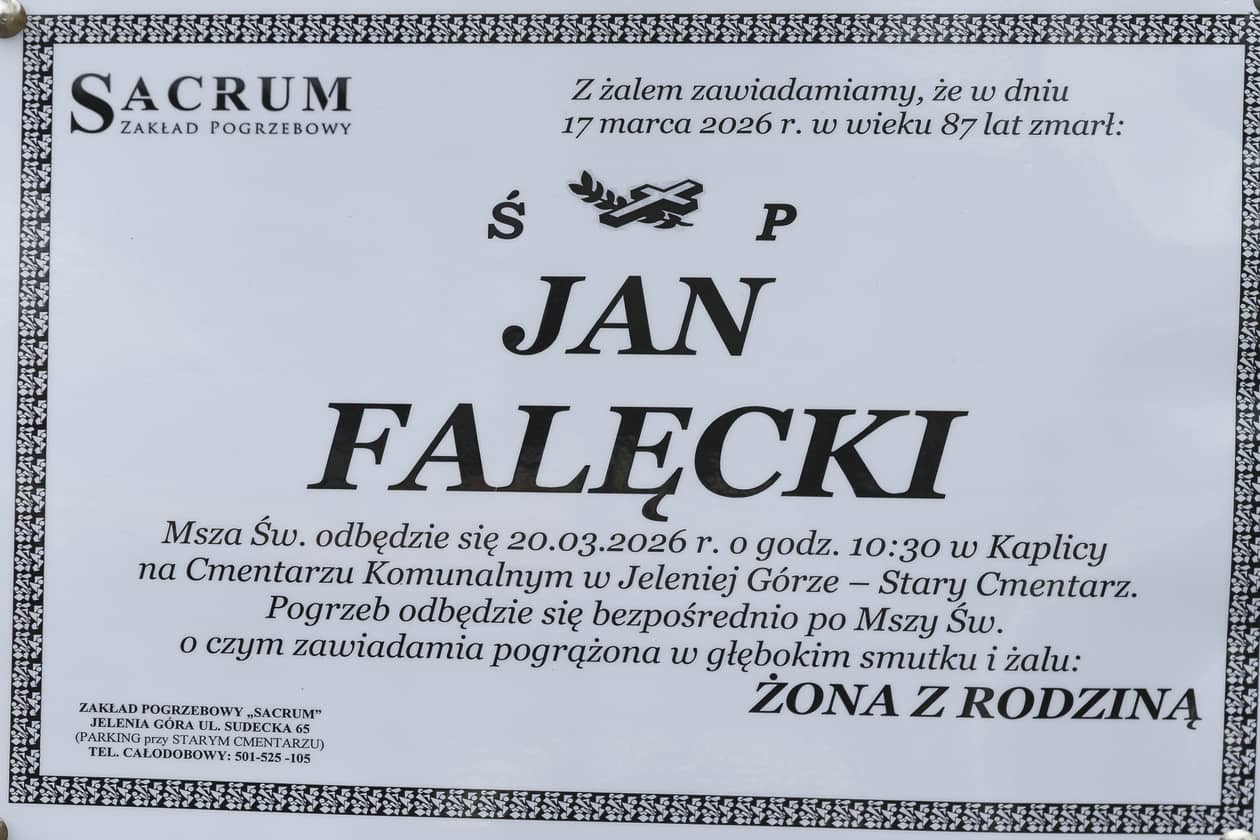 SACRUM
ZAKŁAD POGRZEBOWY
Z żalem zawiadamiamy, że w dniu
17 marca 2026 r. w wieku 87 lat zmarł:
Ś P
JAN
FALĘCKI
Msza Św. odbędzie się 20.03.2026 r. o godz. 10:30 w Kaplicy
na Cmentarzu Komunalnym w Jeleniej Górze – Stary Cmentarz.
Pogrzeb odbędzie się bezpośrednio po Mszy Św.
o czym zawiadamia pogrążona w głębokim smutku i żalu:
ŻONA Z RODZINĄ
ZAKŁAD POGRZEBOWY „SACRUM”
JELENIA GÓRA UL. SUDECKA 65
(PARKING przy STARYM CMENTARZU)
TEL. CAŁODOBOWY: 501-525 -105